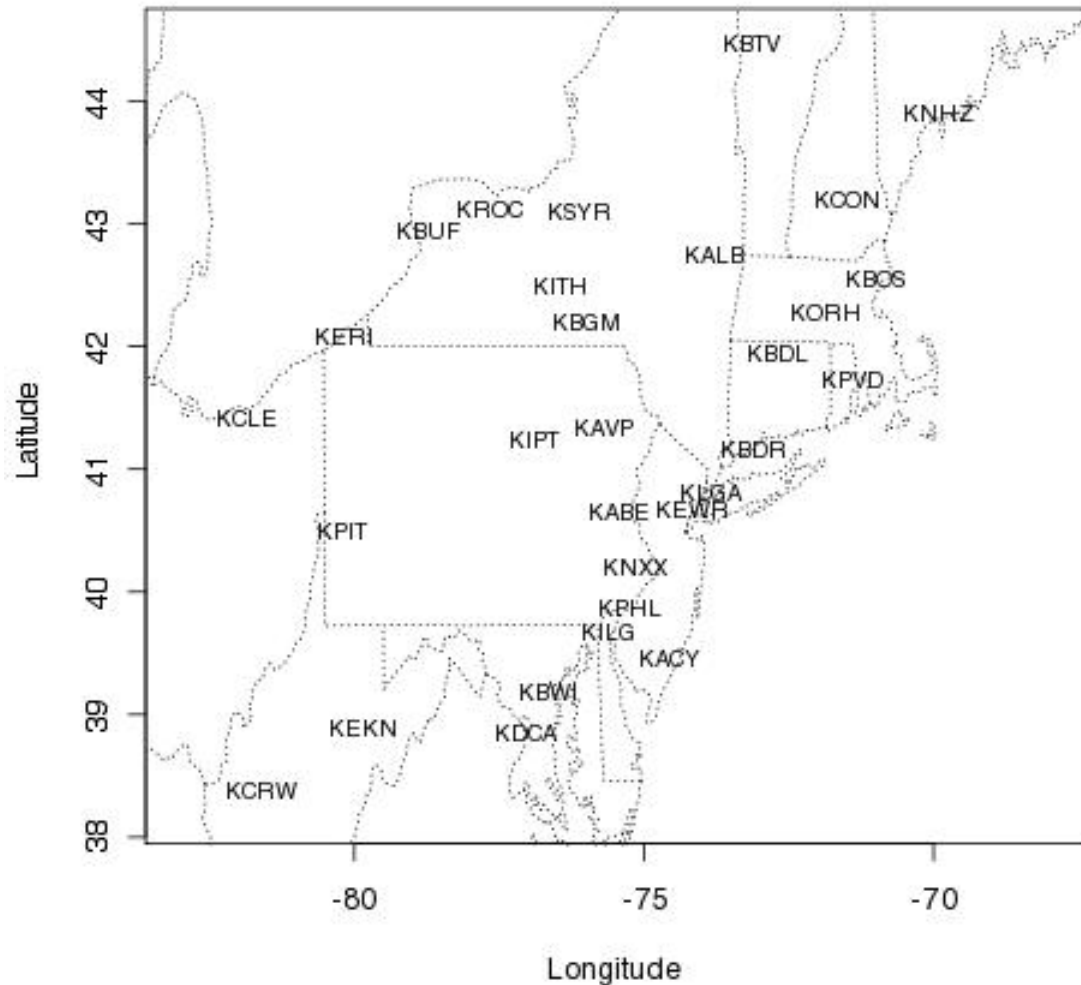 KBTV
44
KNHZ
KCON
KROC
KSYR
43
KBUF
KALB
KBOS
KITH
KORH
KBGM
KERI
42
KBDL
KPVD
KCLE
KAVP
KIPT
KBDR
41
KLGA
KABE
KEWR
KPIT
KNXX
40
KPHL
KILG
KACY
KBWI
39
KEKN
KDCA
KCRW
38
Latitude
-80
-75
-70
Longitude